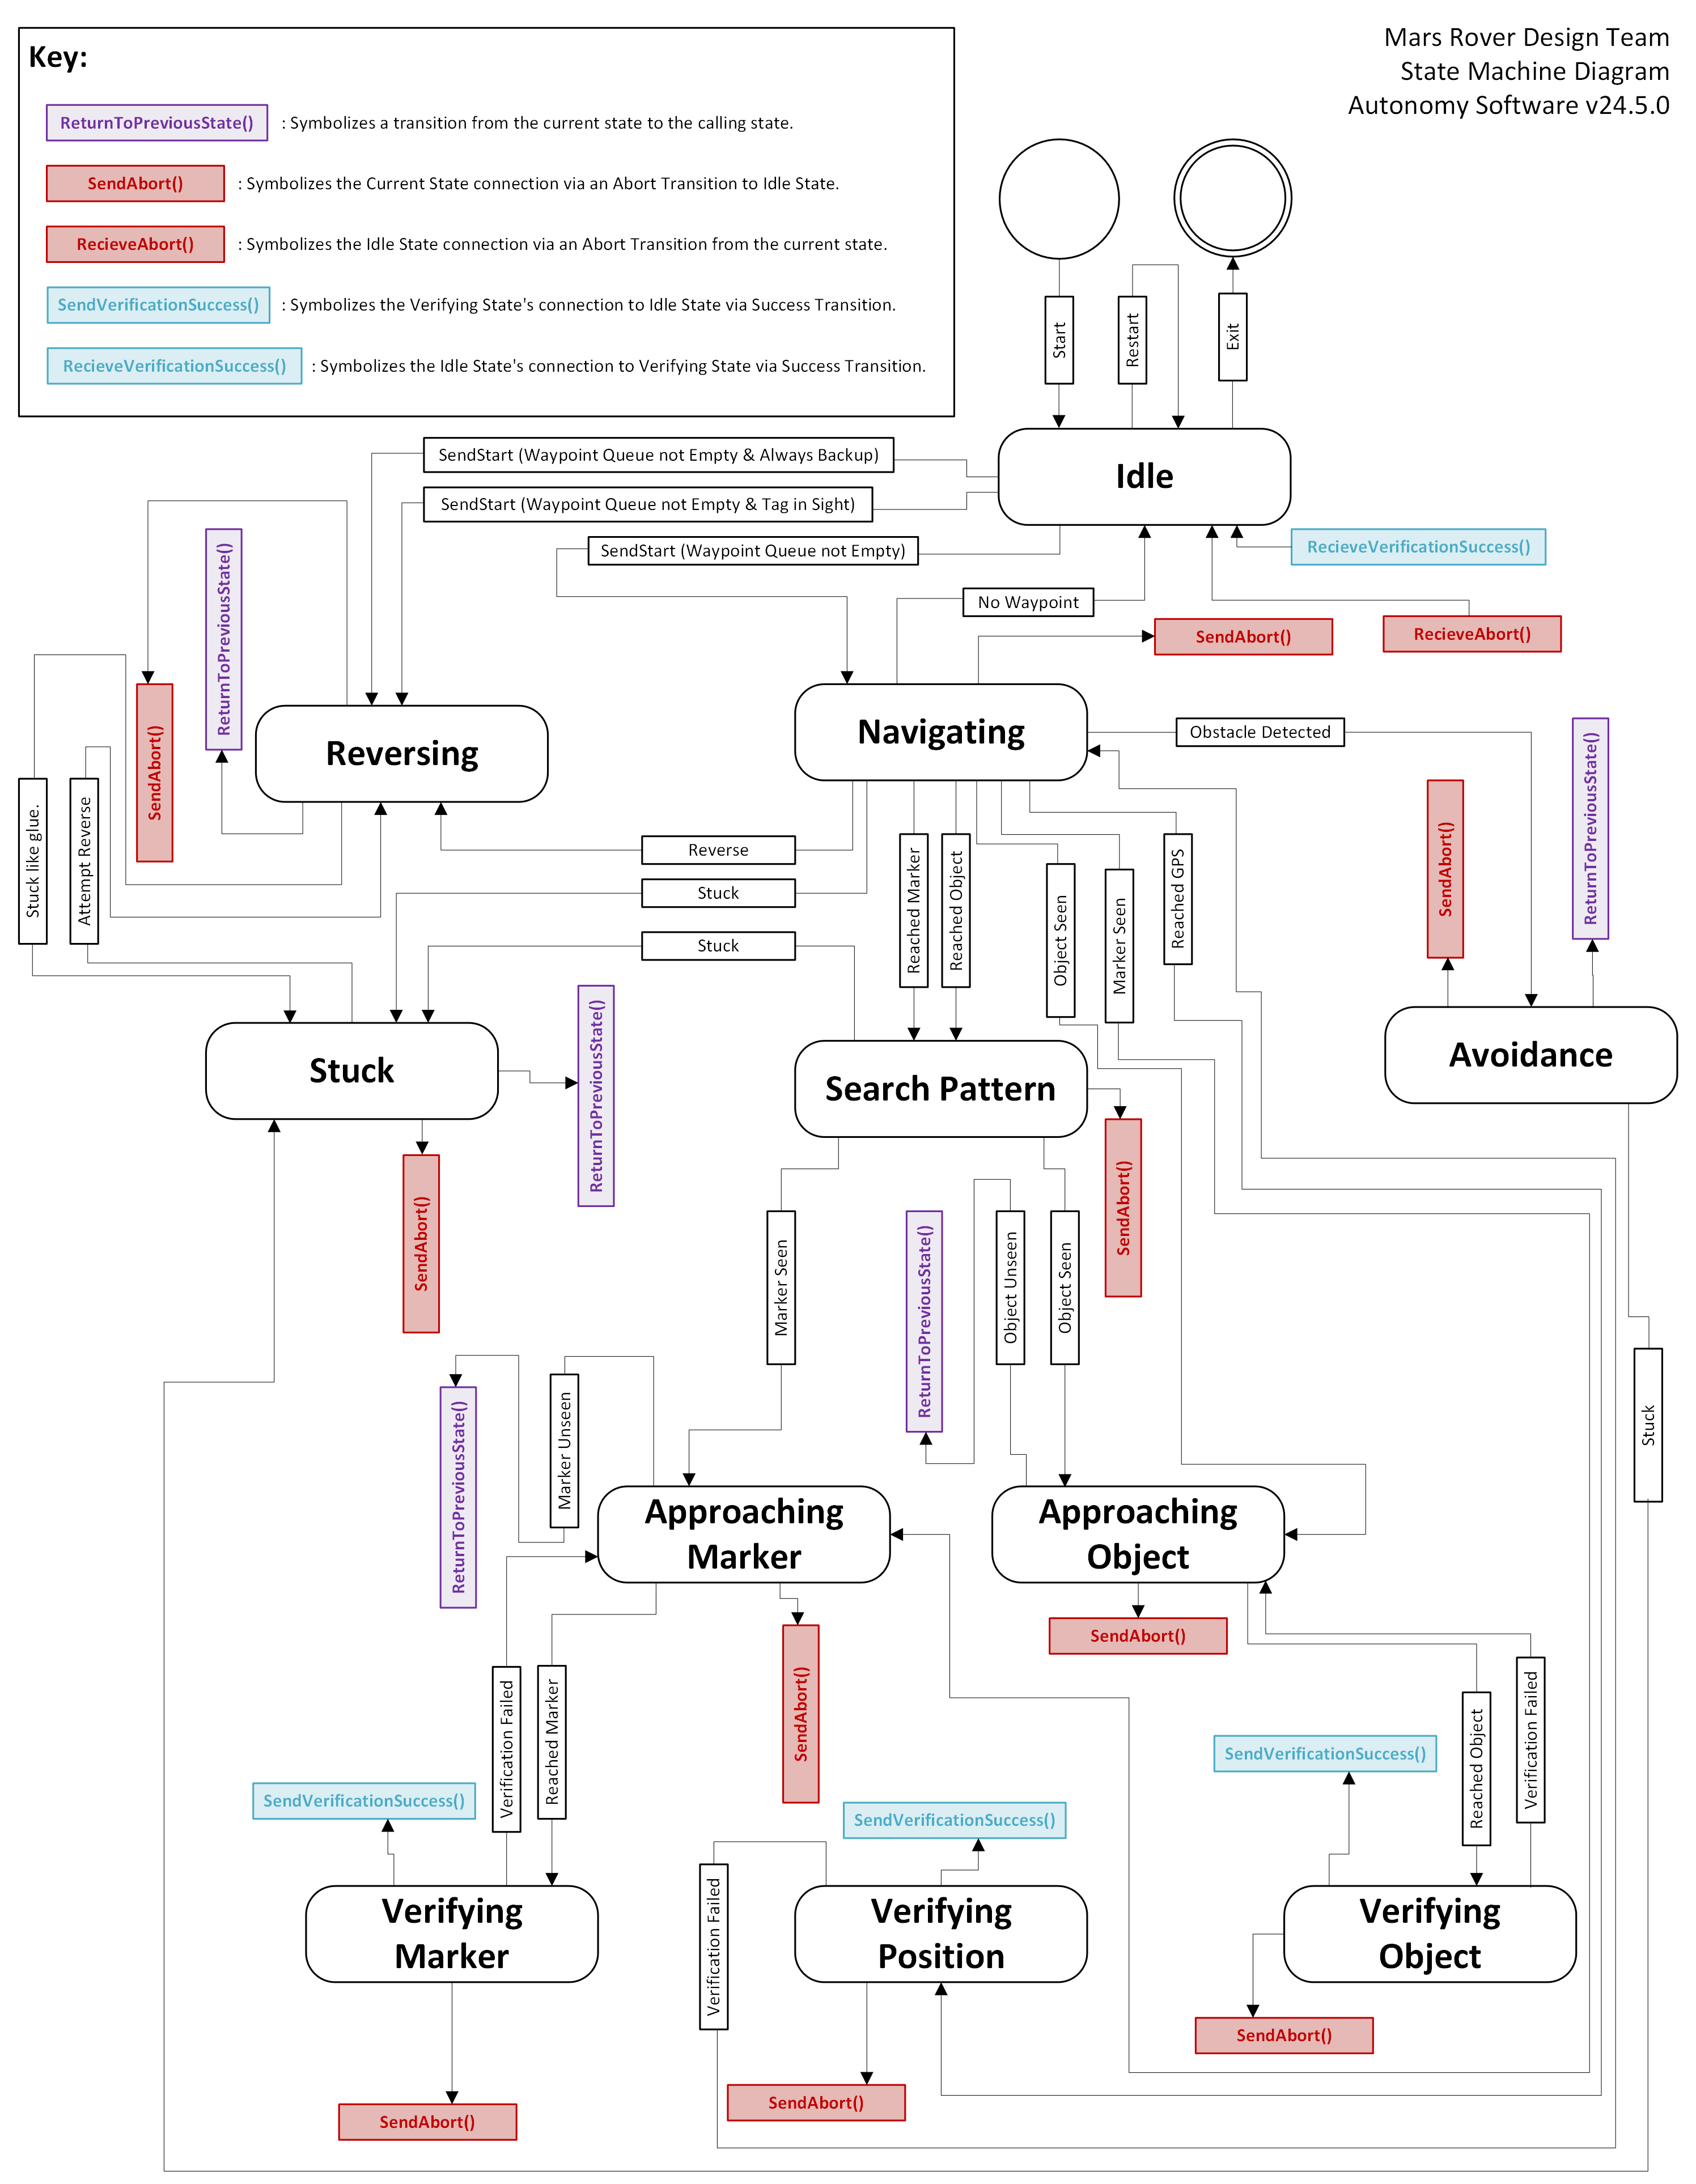 Mars Rover Design Team
State Machine Diagram
Autonomy Software v24.5.0
Key:
ReturnToPreviousState()
: Symbolizes a transition from the current state to the calling state.
SendAbort()
: Symbolizes the Current State connection via an Abort Transition to Idle State.
RecieveAbort()
: Symbolizes the Idle State connection via an Abort Transition from the current state.
SendVerificationSuccess()
: Symbolizes the Verifying State's connection to Idle State via Success Transition.
RecieveVerificationSuccess()
: Symbolizes the Idle State's connection to Verifying State via Success Transition.
Start
Restart
Exit
Idle
SendStart (Waypoint Queue not Empty & Always Backup)
SendStart (Waypoint Queue not Empty & Tag in Sight)
SendStart (Waypoint Queue not Empty)
RecieveVerificationSuccess()
No Waypoint
SendAbort()
RecieveAbort()
ReturnToPreviousState()
SendAbort()
Reversing
Navigating
Obstacle Detected
Stuck like glue.
Attempt Reverse
Reverse
Stuck
Stuck
Reached Marker
Reached Object
Object Seen
Marker Seen
Reached GPS
SendAbort()
ReturnToPreviousState()
Stuck
ReturnToPreviousState()
SendAbort()
Search Pattern
SendAbort()
Avoidance
Marker Seen
ReturnToPreviousState()
Object Unseen
Object Seen
Stuck
ReturnToPreviousState()
Marker Unseen
Approaching
Marker
Approaching
Object
SendAbort()
SendAbort()
Verification Failed
Reached Marker
Reached Object
Verification Failed
SendVerificationSuccess()
SendVerificationSuccess()
SendVerificationSuccess()
Verifying
Marker
Verification Failed
Verifying
Position
Verifying
Object
SendAbort()
SendAbort()
SendAbort()